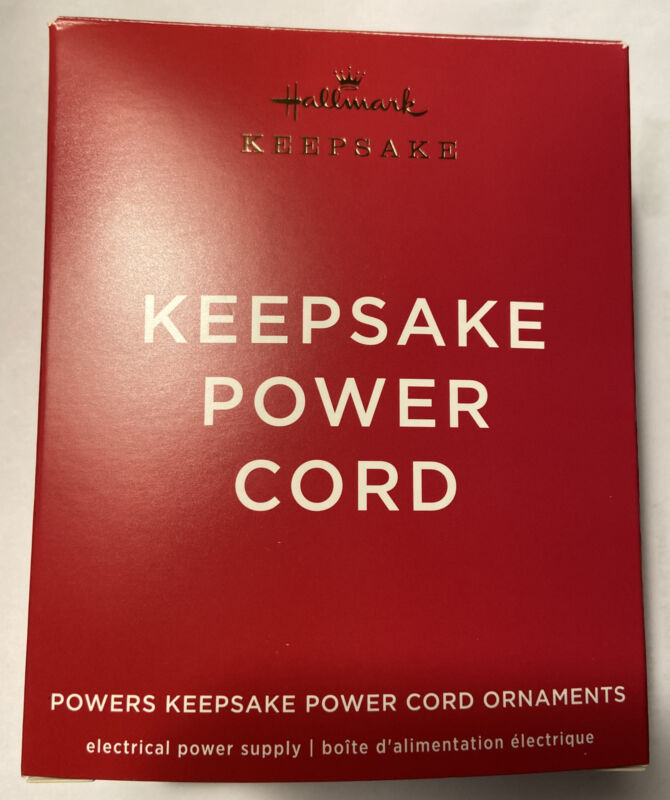 Hallmark
KEEPSAKE
KEEPSAKE
POWER
CORD
POWERS KEEPSAKE POWER CORD ORNAMENTS
electrical power supply | boîte d'alimentation électrique